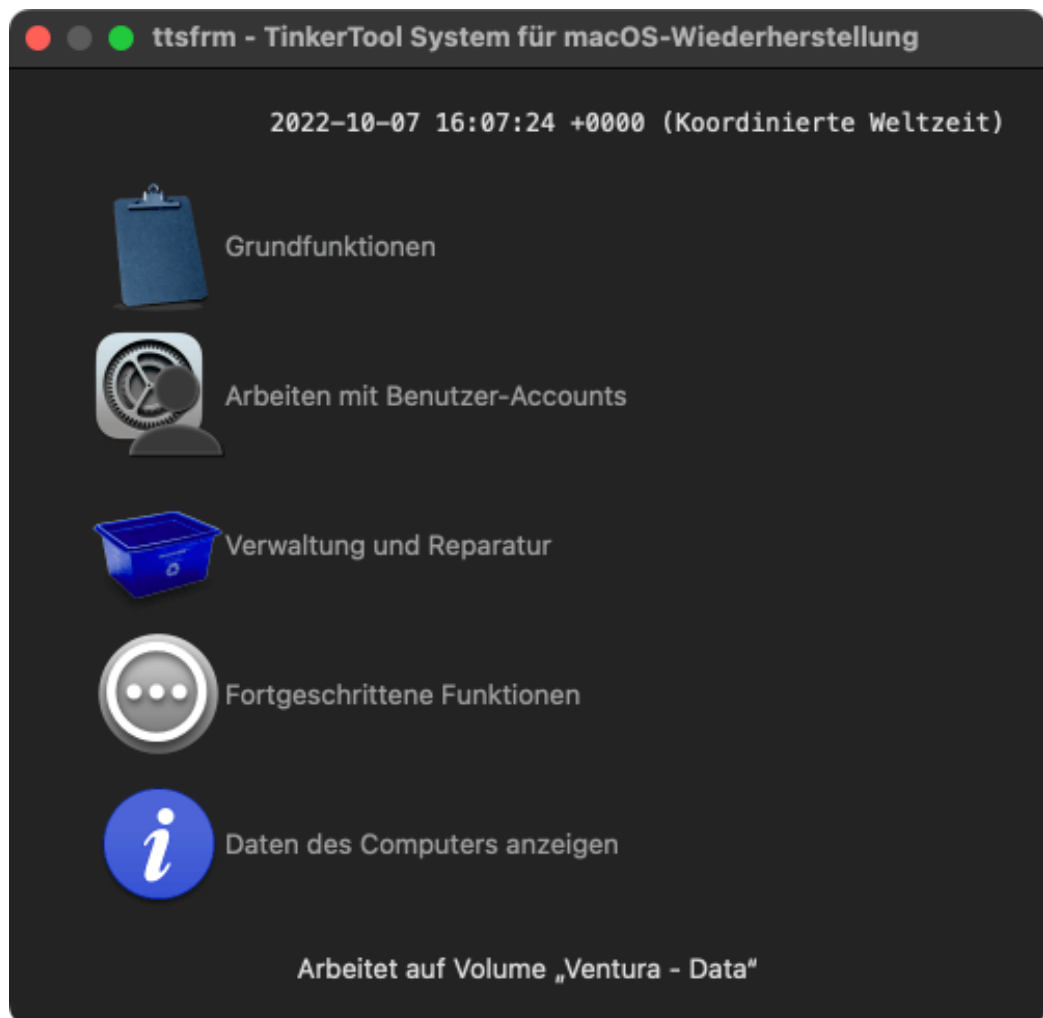 ttsfrm - TinkerTool System für macOS-Wiederherstellung
2022-10-07 16:07:24 +0000 (Koordinierte Weltzeit)
Grundfunktionen
Arbeiten mit Benutzer-Accounts
Verwaltung und Reparatur
Fortgeschrittene Funktionen
Daten des Computers anzeigen
Arbeitet auf Volume „Ventura - Data“